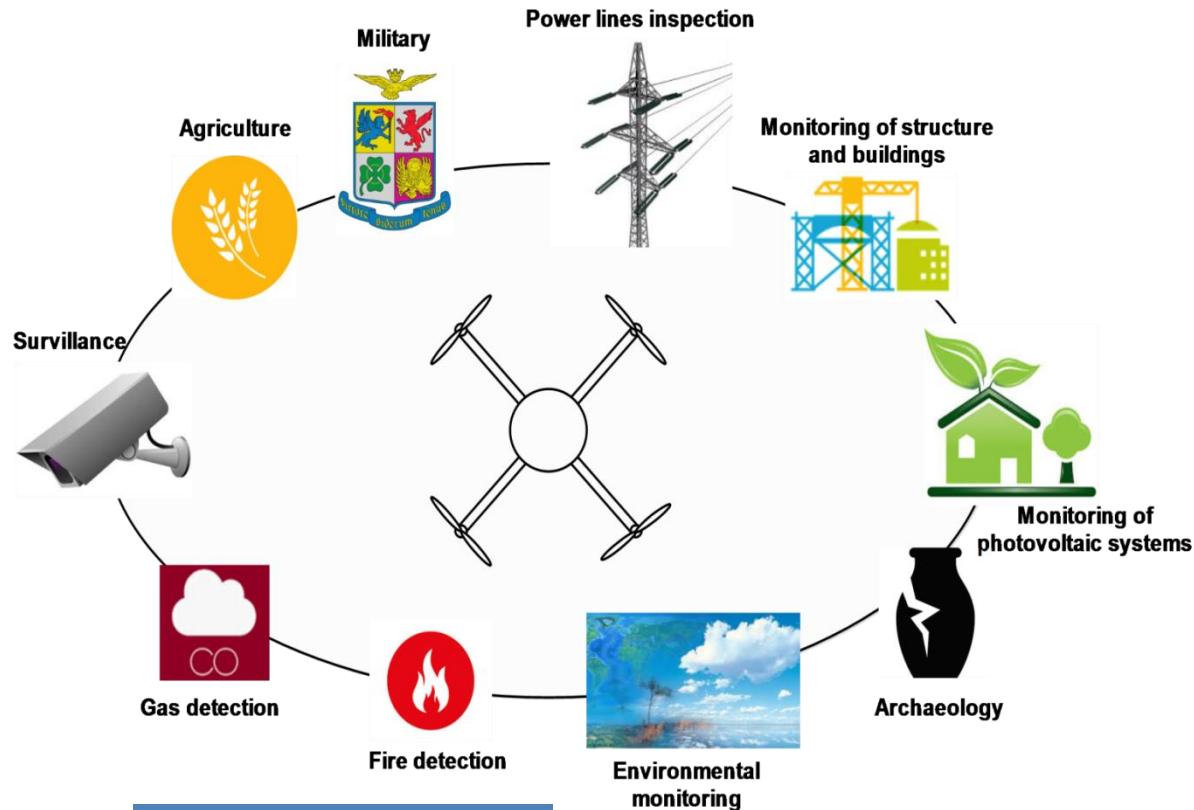 Power lines inspection
Military
Agriculture
Monitoring of structure
and buildings
Survillance
Monitoring of
photovoltaic systems
CO
Gas detection
Archaeology
Fire detection
Environmental
monitoring